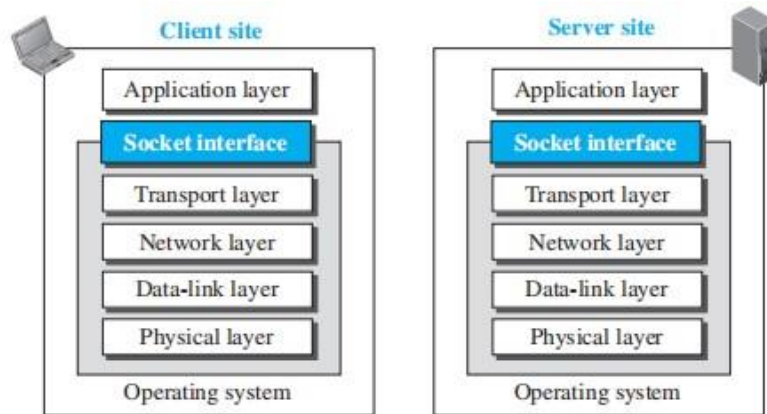 Client site
Application layer
Socket interface
Transport layer
Network layer
Data-link layer
Physical layer
Operating system
Server site
Application layer
Socket interface
Transport layer
Network layer
Data-link layer
Physical layer
Operating system